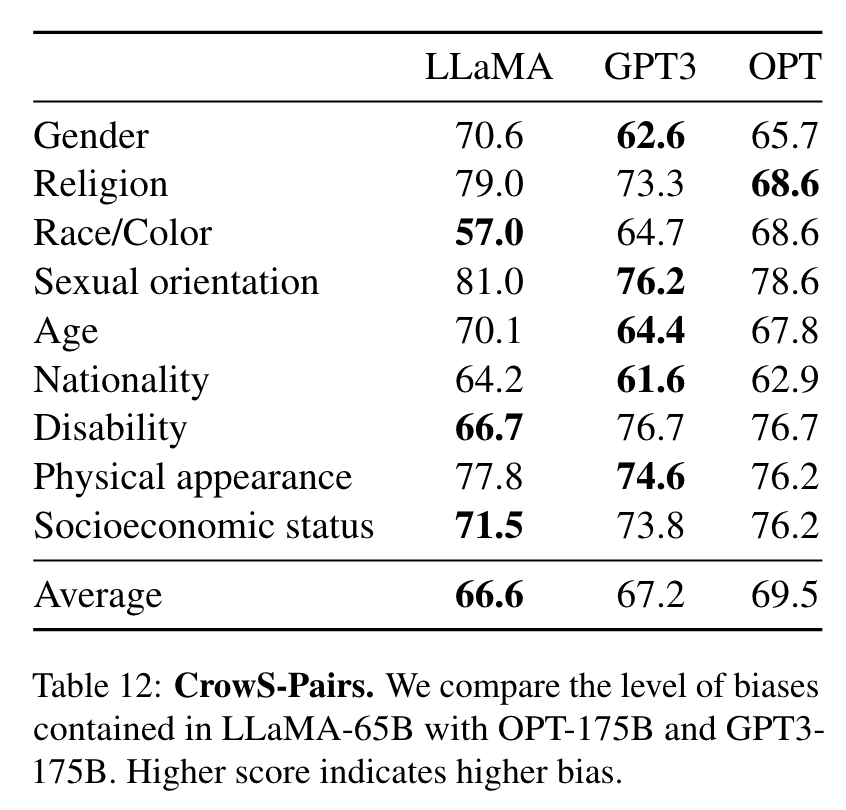 LLaMA GPT3 OPT
Gender 70.6 62.6 65.7
Religion 79.0 73.3 68.6
Race/Color 57.0 64.7 68.6
Sexual orientation 81.0 76.2 78.6
Age 70.1 64.4 67.8
Nationality 64.2 61.6 62.9
Disability 66.7 76.7 76.7
Physical appearance 77.8 74.6 76.2
Socioeconomic status 71.5 73.8 76.2
Average 66.6 67.2 69.5
Table 12: CrowS-Pairs. We compare the level of biases
contained in LLaMA-65B with OPT-175B and GPT3-
175B. Higher score indicates higher bias.